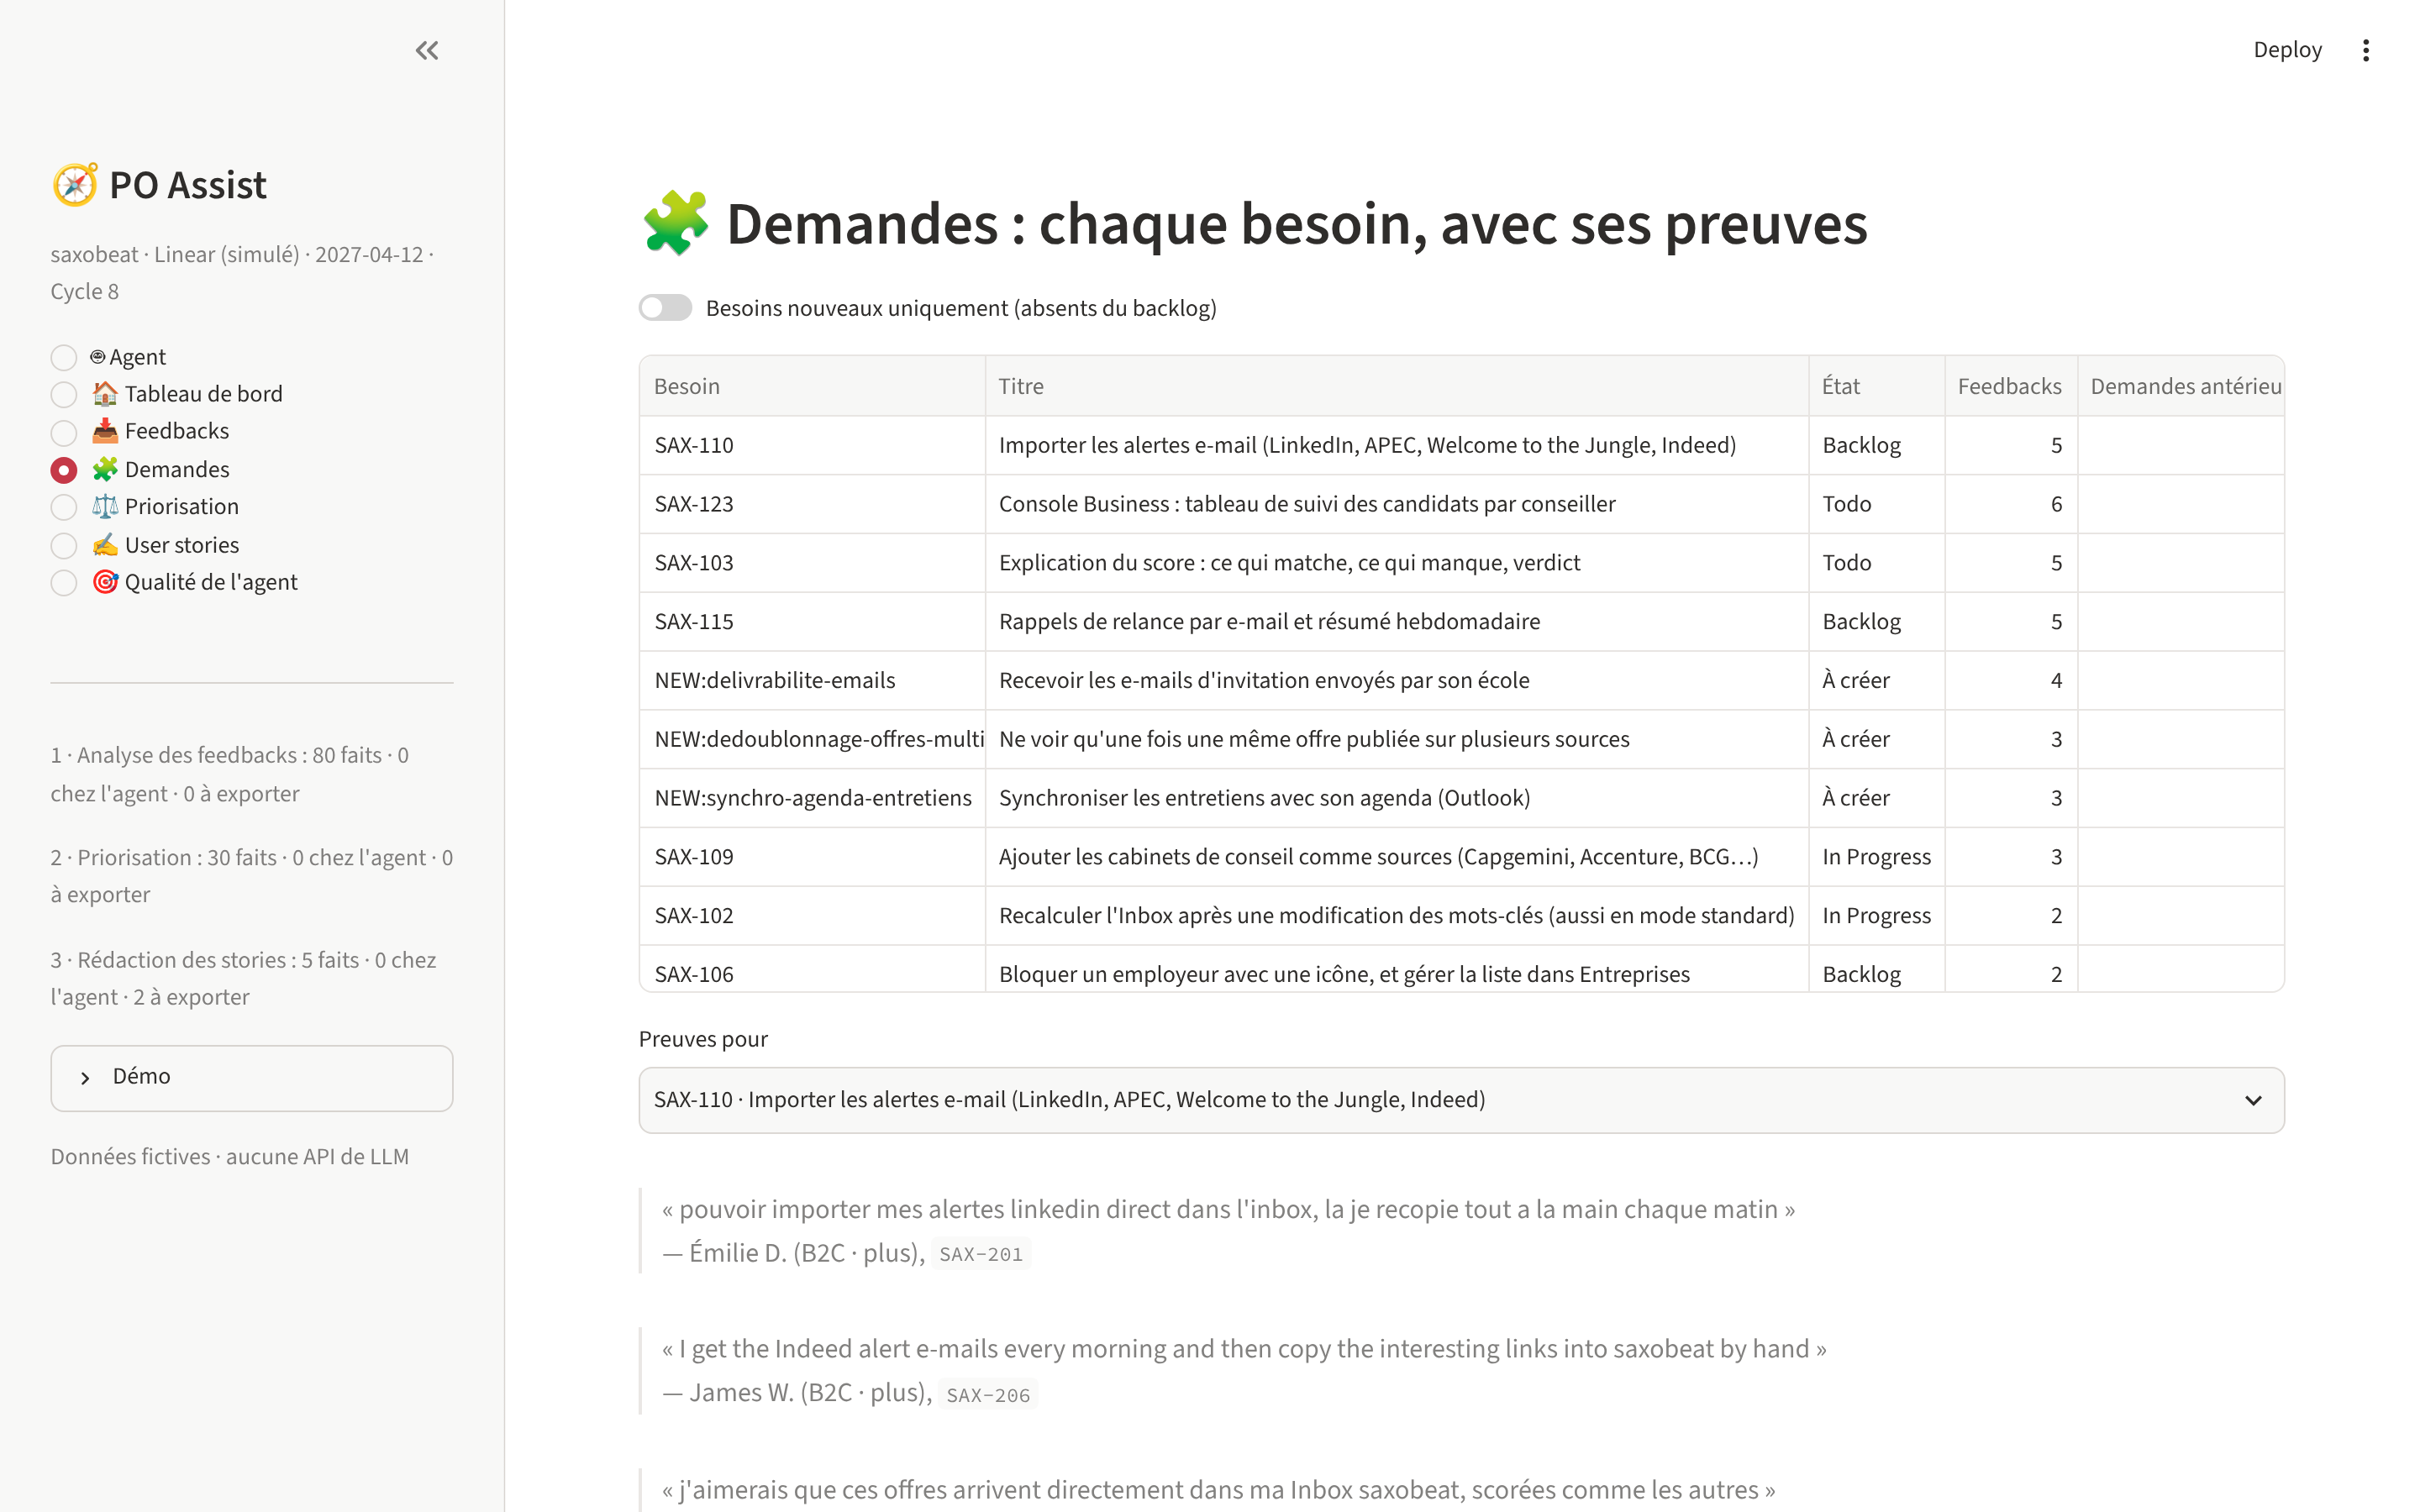 Deploy
PO Assist
saxobeat · Linear (simulé) · 2027-04-12 ·
Cycle 8
Agent
Tableau de bord
Feedbacks
Demandes
Priorisation
User stories
Qualité de l'agent
1 · Analyse des feedbacks : 80 faits · 0
chez l'agent · 0 à exporter
2 · Priorisation : 30 faits · 0 chez l'agent · 0
à exporter
3 · Rédaction des stories : 5 faits · 0 chez
l'agent · 2 à exporter
Démo
Données fictives · aucune API de LLM
Demandes : chaque besoin, avec ses preuves
Besoins nouveaux uniquement (absents du backlog)
Besoin Titre État Feedbacks Demandes antérieu
SAX-110 Importer les alertes e-mail (LinkedIn, APEC, Welcome to the Jungle, Indeed) Backlog 5
SAX-123 Console Business : tableau de suivi des candidats par conseiller Todo 6
SAX-103 Explication du score : ce qui matche, ce qui manque, verdict Todo 5
SAX-115 Rappels de relance par e-mail et résumé hebdomadaire Backlog 5
NEW:delivrabilite-emails Recevoir les e-mails d'invitation envoyés par son école À créer 4
NEW:dedoublonnage-offres-multi Ne voir qu'une fois une même offre publiée sur plusieurs sources À créer 3
NEW:synchro-agenda-entretiens Synchroniser les entretiens avec son agenda (Outlook) À créer 3
SAX-109 Ajouter les cabinets de conseil comme sources (Capgemini, Accenture, BCG…) In Progress 3
SAX-102 Recalculer l'Inbox après une modification des mots-clés (aussi en mode standard) In Progress 2
SAX-106 Bloquer un employeur avec une icône, et gérer la liste dans Entreprises Backlog 2
Preuves pour
SAX-110 · Importer les alertes e-mail (LinkedIn, APEC, Welcome to the Jungle, Indeed)
« pouvoir importer mes alertes linkedin direct dans l'inbox, la je recopie tout a la main chaque matin »
— Émilie D. (B2C · plus), SAX-201
« I get the Indeed alert e-mails every morning and then copy the interesting links into saxobeat by hand »
— James W. (B2C · plus), SAX-206
« j'aimerais que ces offres arrivent directement dans ma Inbox saxobeat, scorées comme les autres »